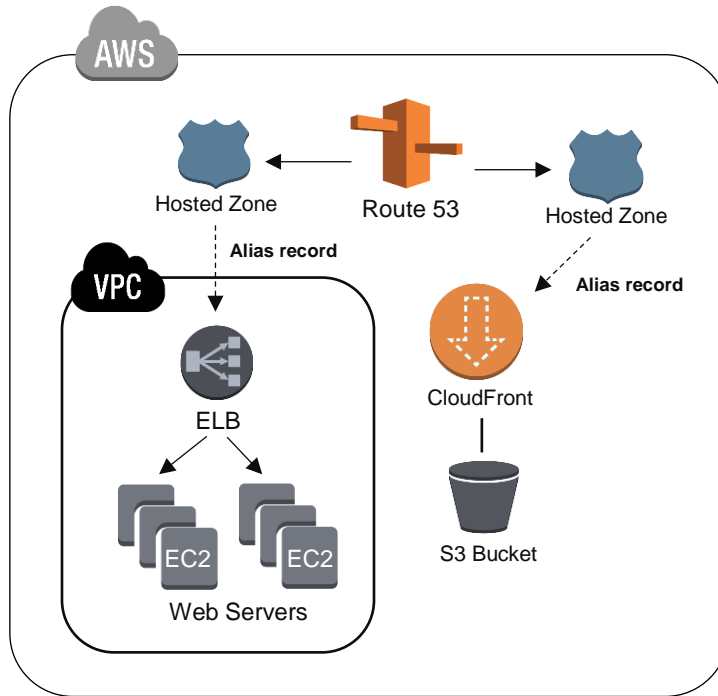 AWS
Route 53
Hosted Zone
Hosted Zone
Alias record
Alias record
VPC
ELB
CloudFront
EC2
EC2
Web Servers
S3 Bucket